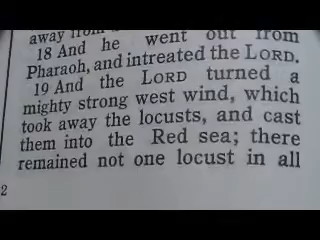 away from
18 And he went out from
Pharaoh, and intreated the LORD.
19 And the LORD turned a
mighty strong west wind, which
took away the locusts, and cast
them into the Red sea; there
remained not one locust in all
2